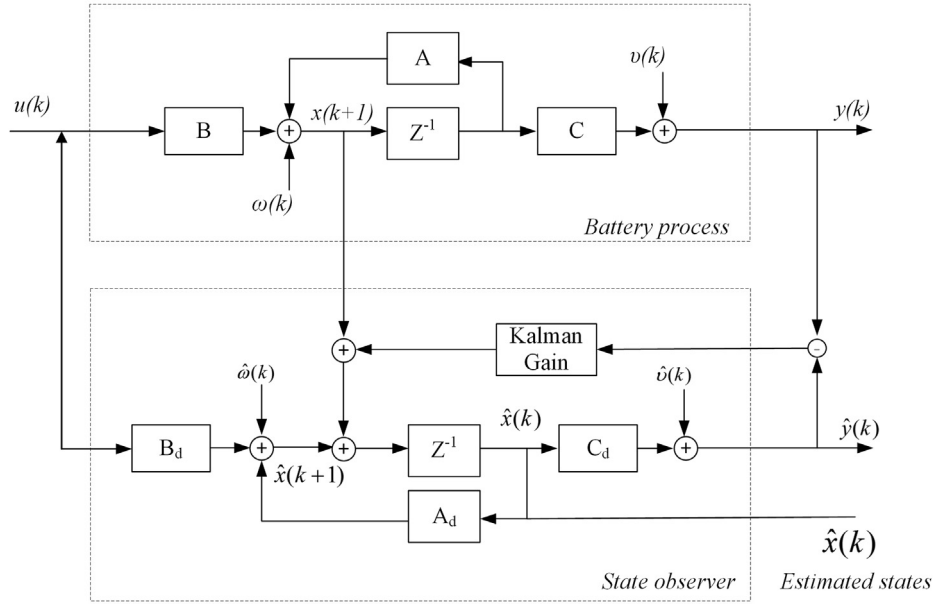 A
υ(k)
u(k)
x(k+1)
y(k)
B
+
Z⁻¹
C
+
ω(k)
Battery process
Kalman
Gain
+
-
ω̂(k)
υ̂(k)
x̂(k)
ŷ(k)
B_d
+
+
Z⁻¹
C_d
+
x̂(k+1)
A_d
x̂(k)
State observer
Estimated states